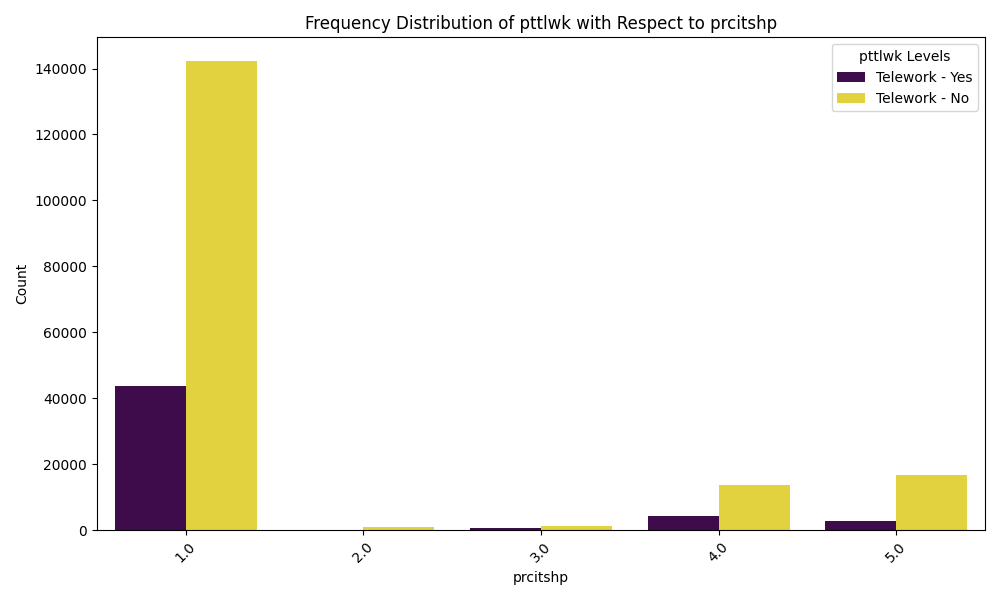 Frequency Distribution of pttlwk with Respect to prcitshp
pttlwk Levels
Telework - Yes
Telework - No
Count
140000
120000
100000
80000
60000
40000
20000
0
1.0
2.0
3.0
4.0
5.0
prcitshp